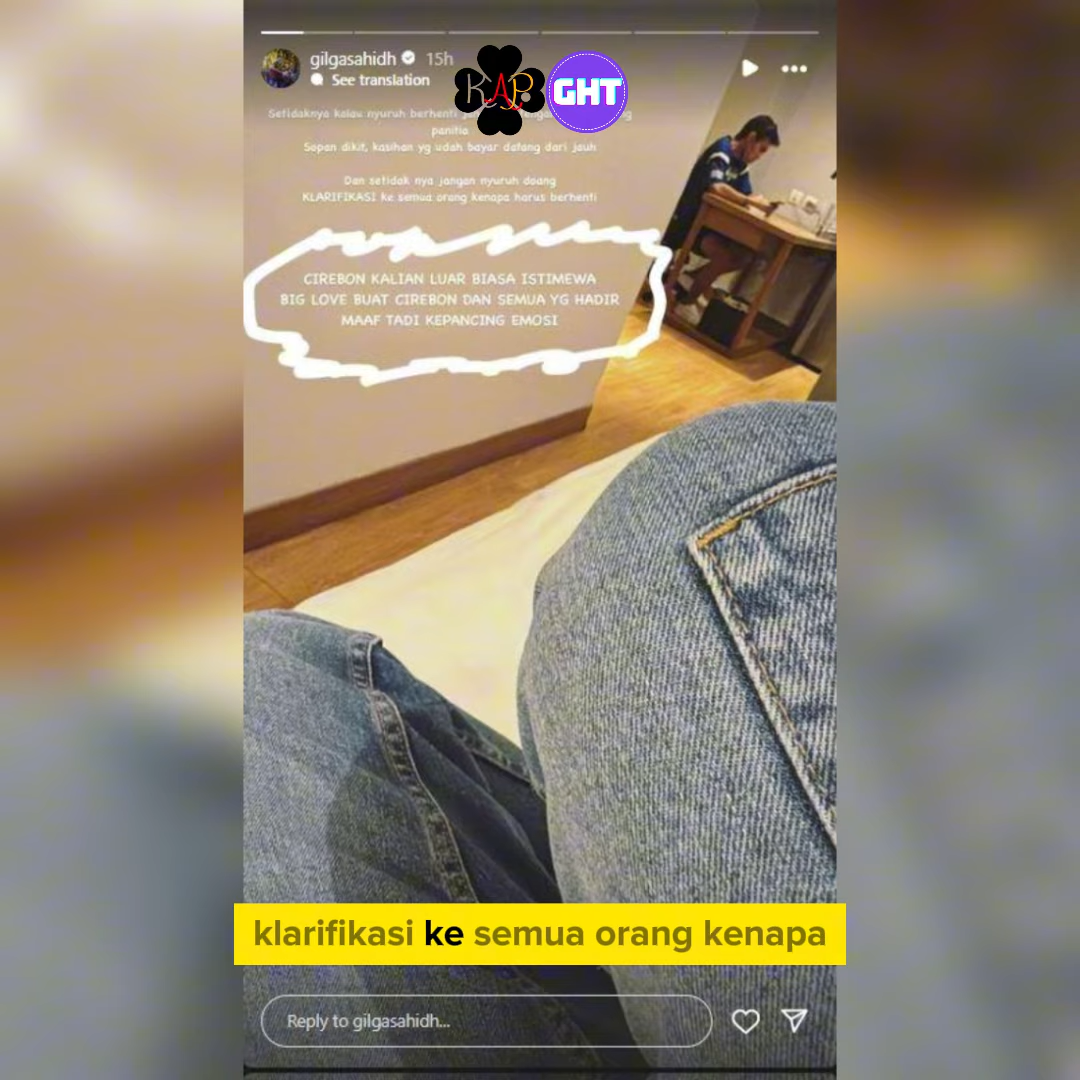 gilgasahidh 15h
See translation
KAP.
GHT
Setidaknya kalau nyuruh berhenti
panitia
Sopan dikit, kasihan yg udah bayar datang dari jauh
Dan setidak nya jangan nyuruh doang
KLARIFIKASI ke semua orang kenapa harus berhenti
CIREBON KALIAN LUAR BIASA ISTIMEWA
BIG LOVE BUAT CIREBON DAN SEMUA YG HADIR
MAAF TADI KEPANCING EMOSI
klarifikasi ke semua orang kenapa
Reply to gilgasahidh...